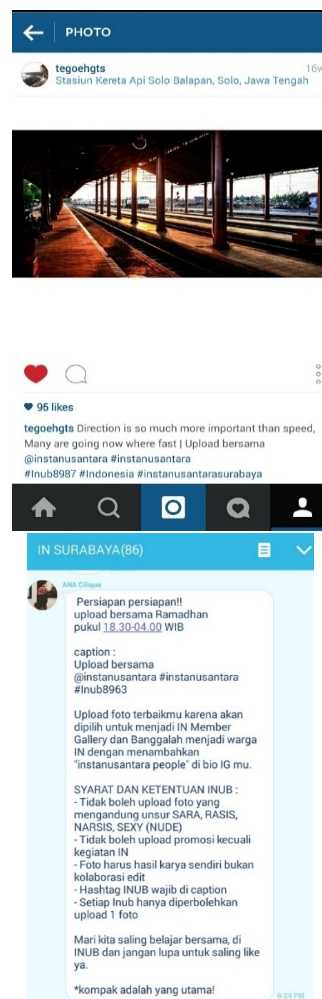 PHOTO
tegoehgts
16w
Stasiun Kereta Api Solo Balapan, Solo, Jawa Tengah
95 likes
tegoehgts Direction is so much more important than speed,
Many are going now where fast | Upload bersama
@instanusantara #instanusantara
#Inub8987 #Indonesia #instanusantarasurabaya
IN SURABAYA(86)
ANA Cilique
Persiapan persiapan!!
upload bersama Ramadhan
pukul 18.30-04.00 WIB
caption :
Upload bersama
@instanusantara #instanusantara
#Inub8963
Upload foto terbaikmu karena akan
dipilih untuk menjadi IN Member
Gallery dan Banggalah menjadi warga
IN dengan menambahkan
"instanusantara people" di bio IG mu.
SYARAT DAN KETENTUAN INUB :
- Tidak boleh upload foto yang
mengandung unsur SARA, RASIS,
NARSIS, SEXY (NUDE)
- Tidak boleh upload promosi kecuali
kegiatan IN
- Foto harus hasil karya sendiri bukan
kolaborasi edit
- Hashtag INUB wajib di caption
- Setiap Inub hanya diperbolehkan
upload 1 foto
Mari kita saling belajar bersama, di
INUB dan jangan lupa untuk saling like
ya.
*kompak adalah yang utama!
6:24 PM